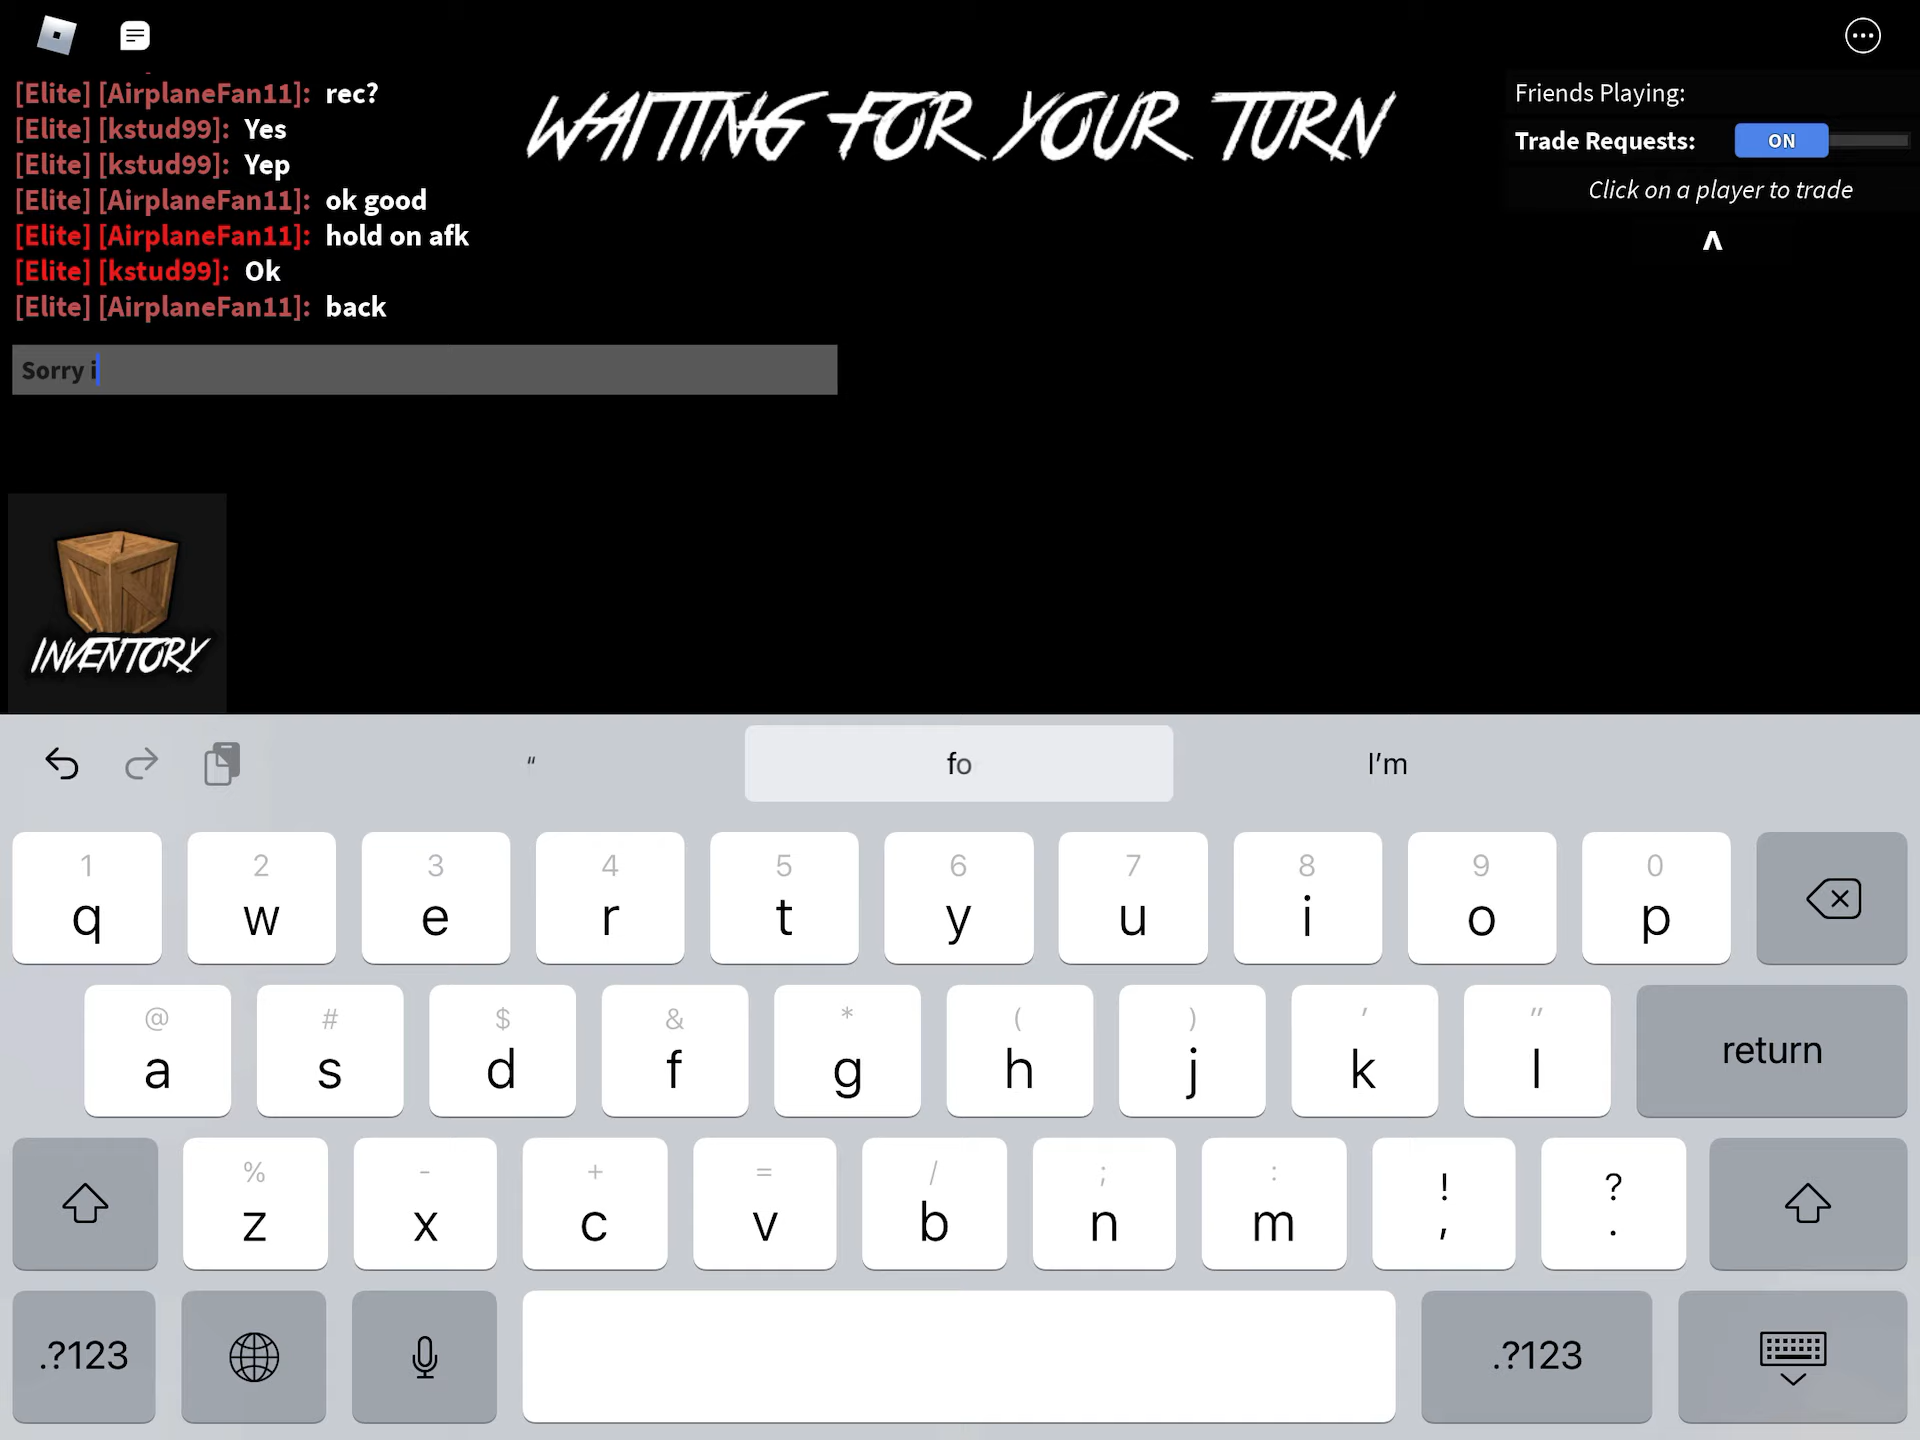 [Elite] [AirplaneFan11]: rec?
[Elite] [kstud99]: Yes
[Elite] [kstud99]: Yep
[Elite] [AirplaneFan11]: ok good
[Elite] [AirplaneFan11]: hold on afk
[Elite] [kstud99]: Ok
[Elite] [AirplaneFan11]: back
Sorry i
WAITING FOR YOUR TURN
Friends Playing:
Trade Requests: ON
Click on a player to trade
ʌ
INVENTORY
“ fo I’m
1 2 3 4 5 6 7 8 9 0
q w e r t y u i o p
@ # $ & * ( ) ' "
a s d f g h j k l return
% - + = / ; : ! ?
z x c v b n m , .
.?123 .?123